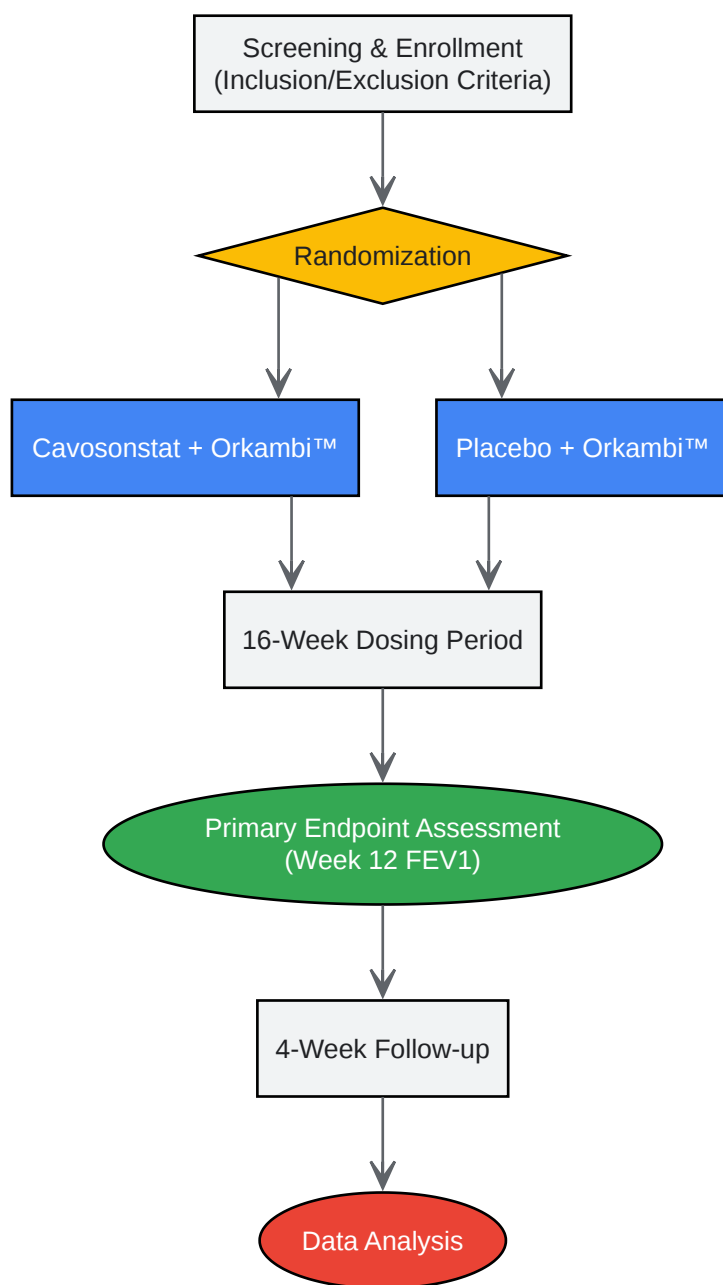 Screening & Enrollment
(Inclusion/Exclusion Criteria)
Randomization
Cavosonstat + Orkambi™
Placebo + Orkambi™
16-Week Dosing Period
Primary Endpoint Assessment
(Week 12 FEV1)
4-Week Follow-up
Data Analysis